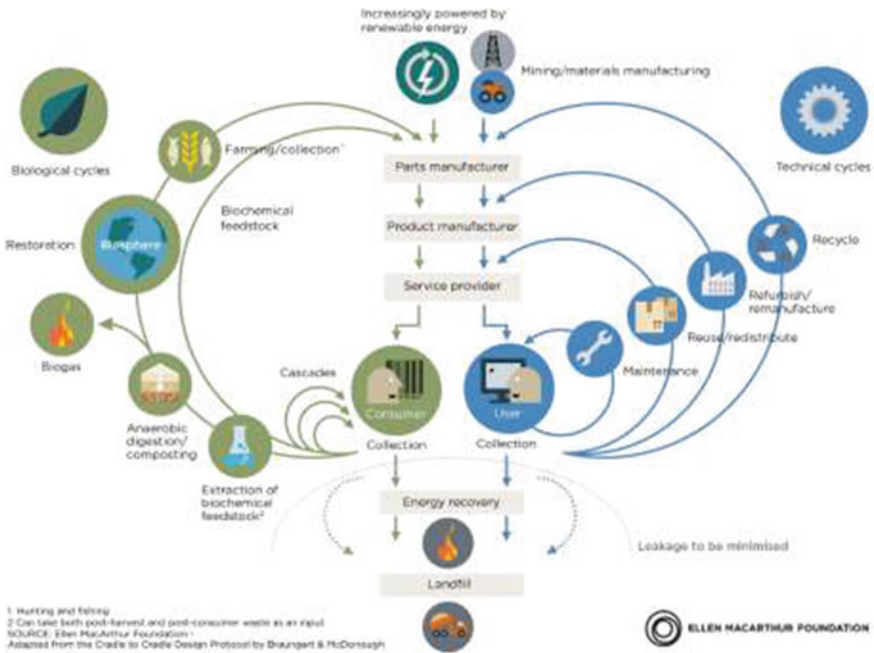 Increasingly powered by
renewable energy
Mining/materials manufacturing
Biological cycles
Farming/collection¹
Technical cycles
Parts manufacturer
Biochemical
feedstock
Product manufacturer
Restoration
Biosphere
Recycle
Service provider
Refurbish/
remanufacture
Reuse/redistribute
Biogas
Cascades
Maintenance
Consumer
User
Anaerobic
digestion/
composting
Collection
Collection
Extraction of
biochemical
feedstock²
Energy recovery
Leakage to be minimised
Landfill
1 Hunting and fishing
2 Can take both post-harvest and post-consumer waste as an input
SOURCE: Ellen MacArthur Foundation
Adapted from the Cradle to Cradle Design Protocol by Braungart & McDonough
ELLEN MACARTHUR FOUNDATION